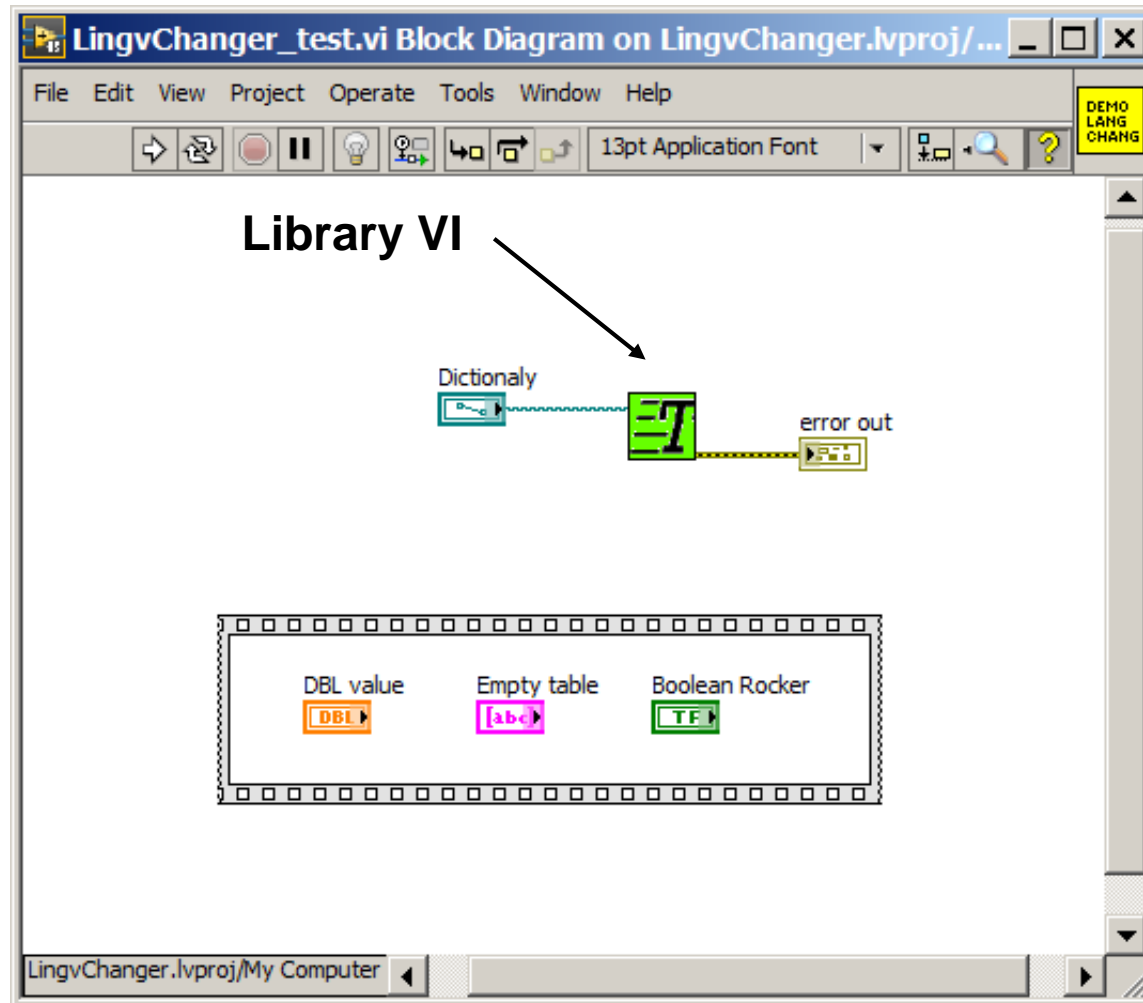 LingvChanger_test.vi Block Diagram on LingvChanger.lvproj/...
File Edit View Project Operate Tools Window Help
DEMO
LANG
CHANG
13pt Application Font
Library VI
Dictionaly
T
error out
DBL value Empty table Boolean Rocker
DBL [abc] TF
LingvChanger.lvproj/My Computer